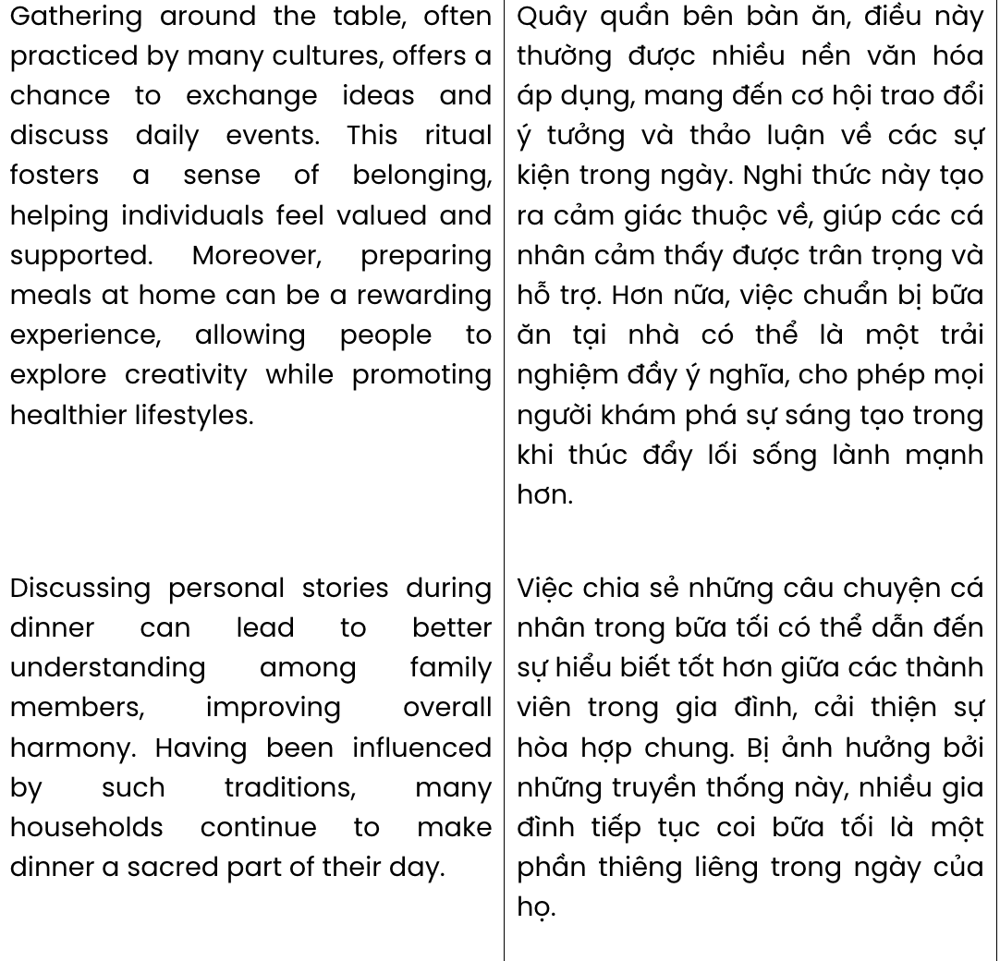 Gathering around the table, often
practiced by many cultures, offers a
chance to exchange ideas and
discuss daily events. This ritual
fosters a sense of belonging,
helping individuals feel valued and
supported. Moreover, preparing
meals at home can be a rewarding
experience, allowing people to
explore creativity while promoting
healthier lifestyles.
Quây quần bên bàn ăn, điều này
thường được nhiều nền văn hóa
áp dụng, mang đến cơ hội trao đổi
ý tưởng và thảo luận về các sự
kiện trong ngày. Nghi thức này tạo
ra cảm giác thuộc về, giúp các cá
nhân cảm thấy được trân trọng và
hỗ trợ. Hơn nữa, việc chuẩn bị bữa
ăn tại nhà có thể là một trải
nghiệm đầy ý nghĩa, cho phép mọi
người khám phá sự sáng tạo trong
khi thúc đẩy lối sống lành mạnh
hơn.
Discussing personal stories during
dinner can lead to better
understanding among family
members, improving overall
harmony. Having been influenced
by such traditions, many
households continue to make
dinner a sacred part of their day.
Việc chia sẻ những câu chuyện cá
nhân trong bữa tối có thể dẫn đến
sự hiểu biết tốt hơn giữa các thành
viên trong gia đình, cải thiện sự
hòa hợp chung. Bị ảnh hưởng bởi
những truyền thống này, nhiều gia
đình tiếp tục coi bữa tối là một
phần thiêng liêng trong ngày của
họ.